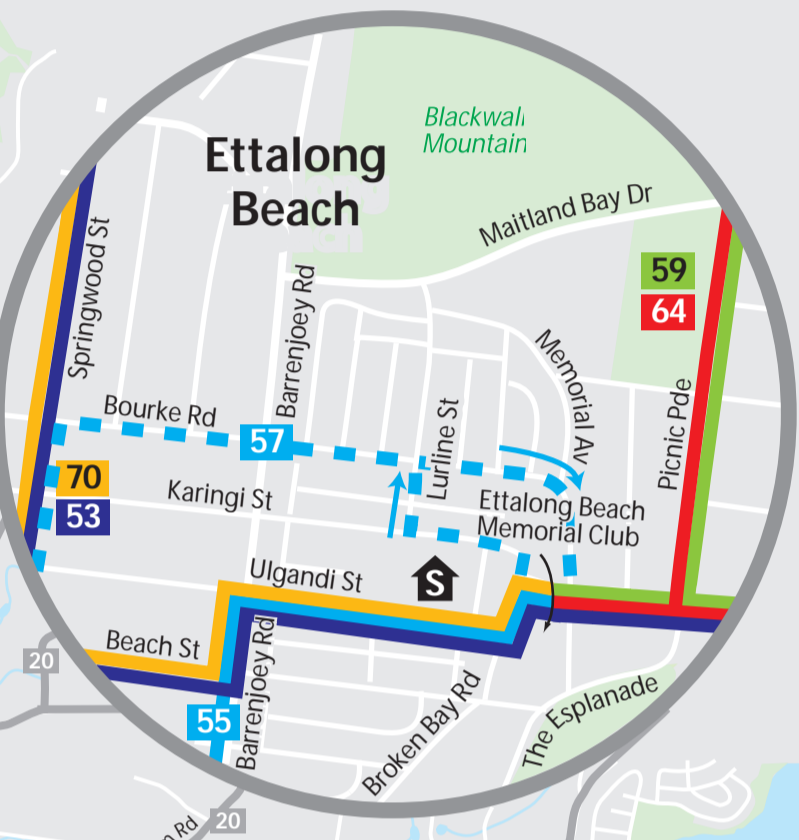 Blackwall
Mountain
Ettalong
Beach
Maitland Bay Dr
Springwood St
59
64
Barrenjoey Rd
Memorial Av
Picnic Pde
Bourke Rd
57
Lurline St
70
53
Karingi St
Ettalong Beach
Memorial Club
Ulgandi St
S
Beach St
20
Barrenjoey Rd
55
Broken Bay Rd
The Esplanade
20
Rd